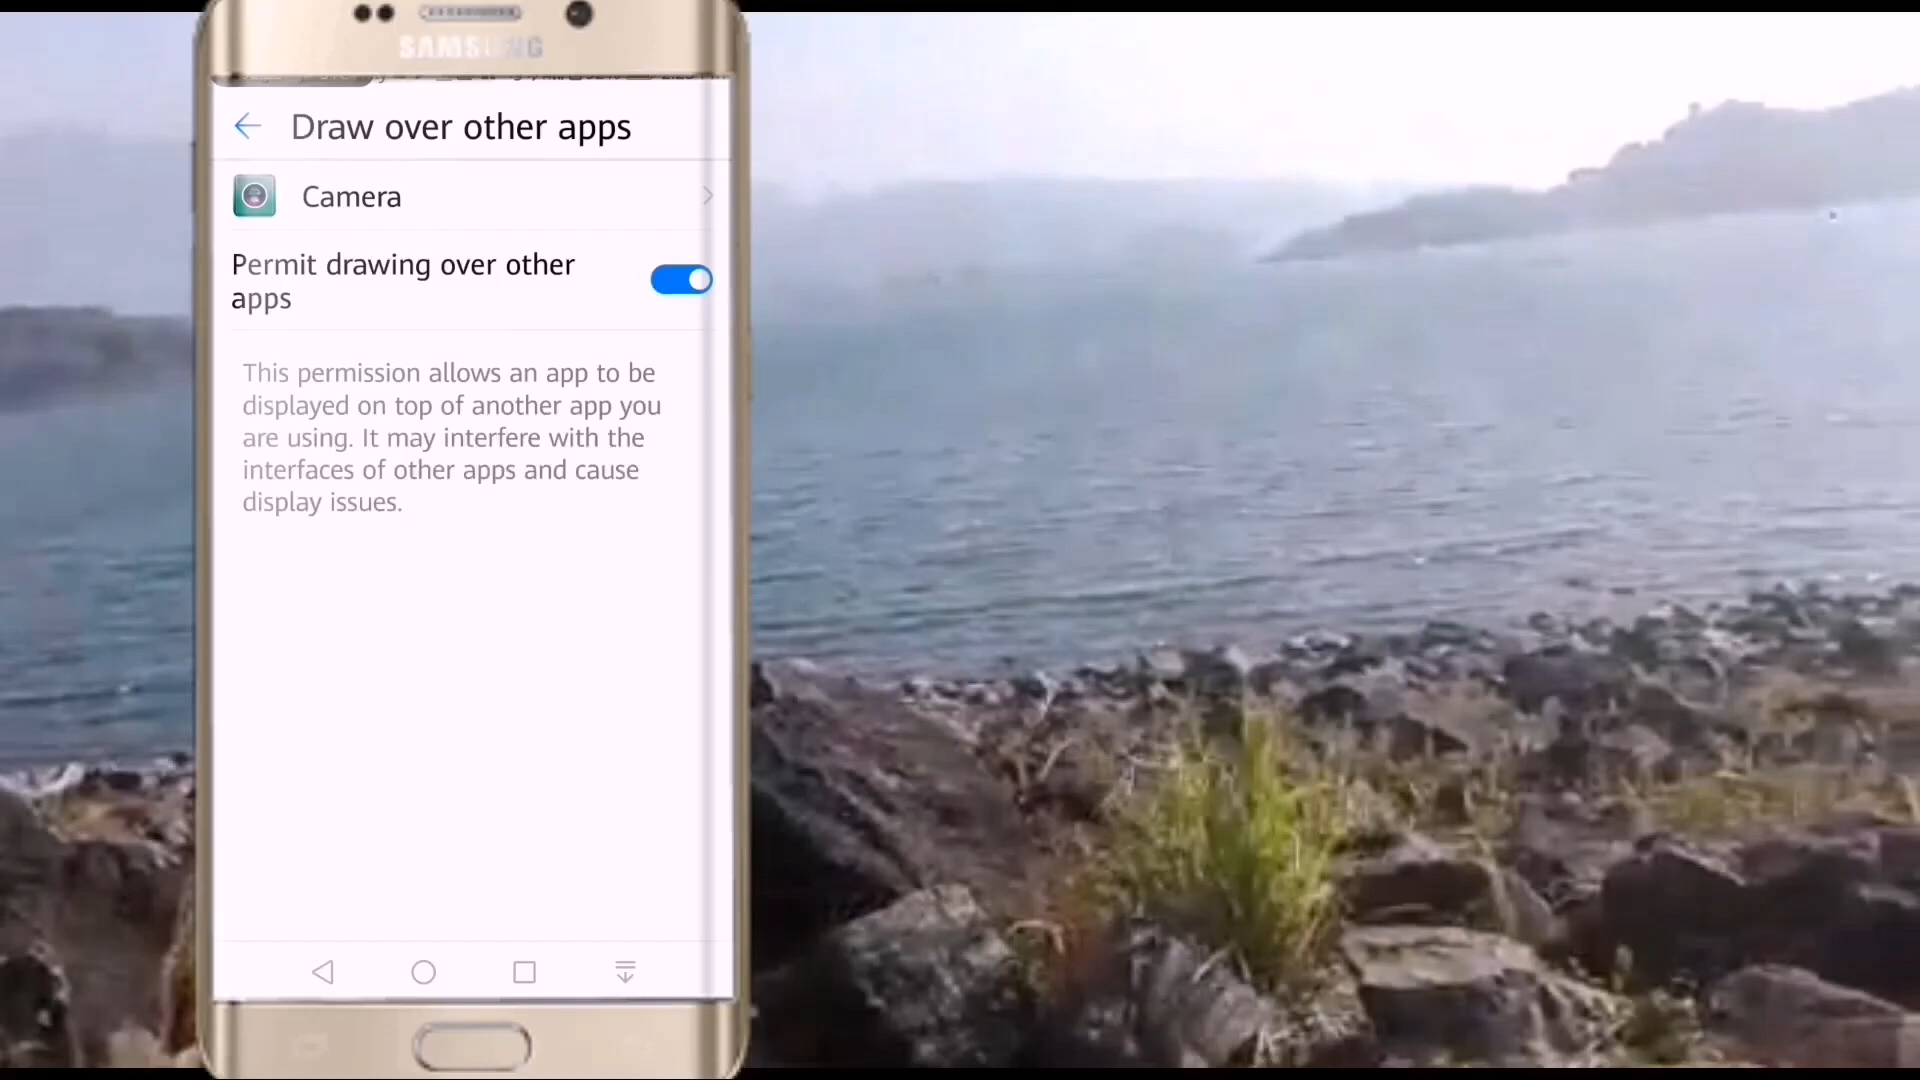 SAMSUNG
Draw over other apps
Camera
Permit drawing over other
apps
This permission allows an app to be
displayed on top of another app you
are using. It may interfere with the
interfaces of other apps and cause
display issues.